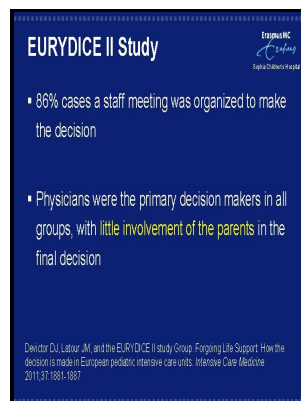 EURYDICE II Study
Erasmus MC
Erasmus
Sophia Children's Hospital
▪ 86% cases a staff meeting was organized to make
the decision
▪ Physicians were the primary decision makers in all
groups, with little involvement of the parents in the
final decision
Devictor DJ, Latour JM, and the EURYDICE II study Group. Forgoing Life Support: How the
decision is made in European pediatric intensive care units. Intensive Care Medicine
2011;37:1881-1887